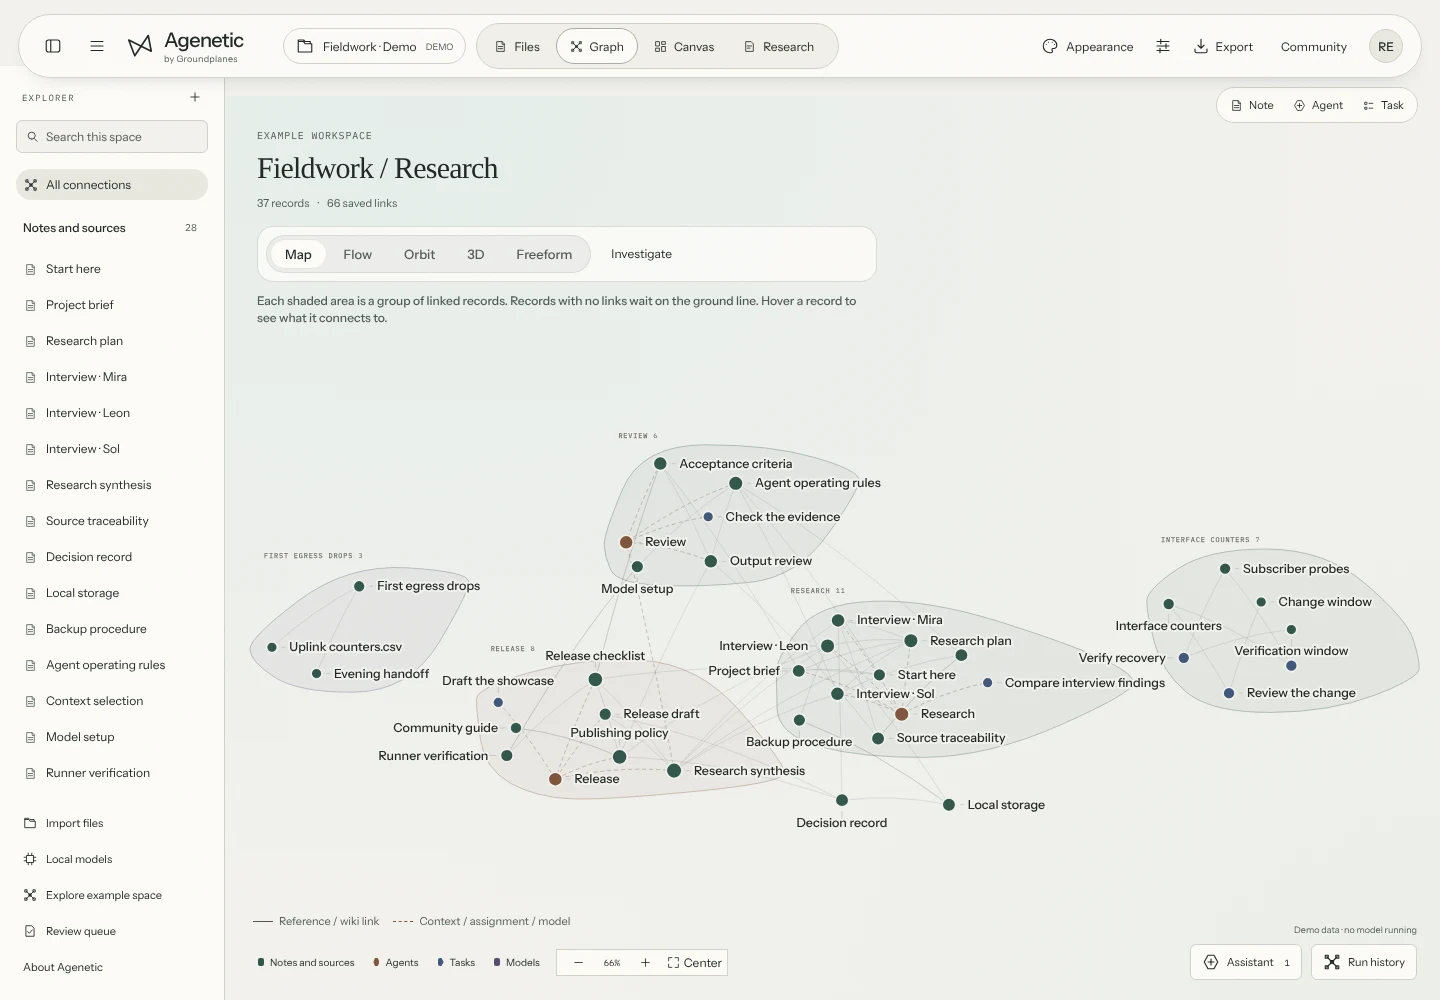 Agenetic
by Groundplanes
Fieldwork · Demo DEMO
Files
Graph
Canvas
Research
Appearance
Export
Community
RE
EXPLORER
Search this space
All connections
Notes and sources 28
Start here
Project brief
Research plan
Interview · Mira
Interview · Leon
Interview · Sol
Research synthesis
Source traceability
Decision record
Local storage
Backup procedure
Agent operating rules
Context selection
Model setup
Runner verification
Import files
Local models
Explore example space
Review queue
About Agenetic
Note
Agent
Task
EXAMPLE WORKSPACE
Fieldwork / Research
37 records · 66 saved links
Map
Flow
Orbit
3D
Freeform
Investigate
Each shaded area is a group of linked records. Records with no links wait on the ground line. Hover a record to
see what it connects to.
REVIEW 6
Acceptance criteria
Agent operating rules
Check the evidence
Review
Output review
Model setup
FIRST EGRESS DROPS 3
First egress drops
Uplink counters.csv
Evening handoff
RELEASE 8
Release checklist
Draft the showcase
Release draft
Community guide
Publishing policy
Runner verification
Release
Research synthesis
RESEARCH 11
Interview · Mira
Interview · Leon
Research plan
Project brief
Start here
Compare interview findings
Interview · Sol
Research
Backup procedure
Source traceability
Decision record
Local storage
INTERFACE COUNTERS 7
Subscriber probes
Change window
Interface counters
Verification window
Verify recovery
Review the change
Reference / wiki link
Context / assignment / model
Notes and sources
Agents
Tasks
Models
− 66% +
Center
Demo data · no model running
Assistant 1
Run history